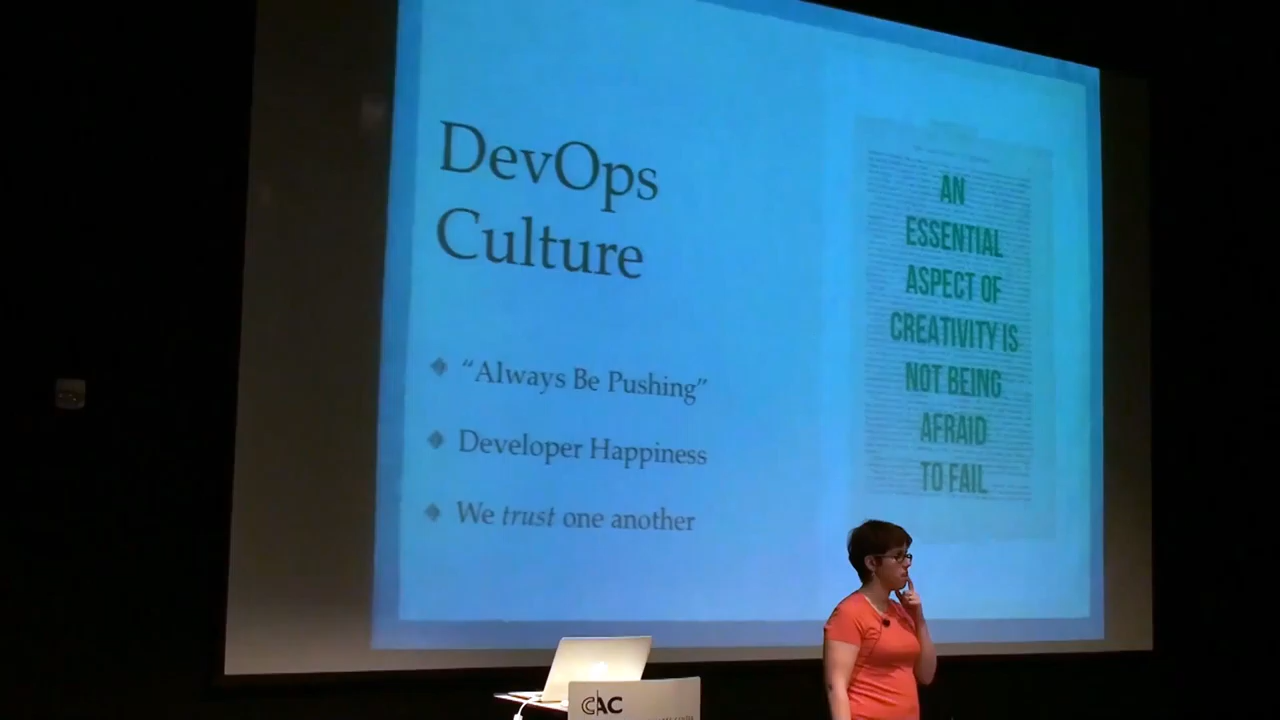 DevOps
Culture
“Always Be Pushing”
Developer Happiness
We trust one another
AN
ESSENTIAL
ASPECT OF
CREATIVITY IS
NOT BEING
AFRAID
TO FAIL
CAC